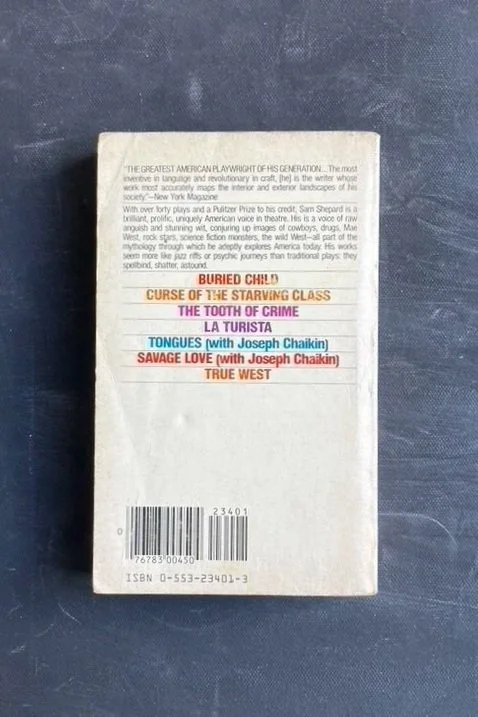 "THE GREATEST AMERICAN PLAYWRIGHT OF HIS GENERATION...The most
inventive in language and revolutionary in craft, [he] is the writer whose
work most accurately maps the interior and exterior landscapes of his
society."—New York Magazine
With over forty plays and a Pulitzer Prize to his credit, Sam Shepard is a
brilliant, prolific, uniquely American voice in theatre. His is a voice of raw
anguish and stunning wit, conjuring up images of cowboys, drugs, Mae
West, rock stars, science fiction monsters, the wild West—all part of the
mythology through which he adeptly explores America today. His works
seem more like jazz riffs or psychic journeys than traditional plays: they
spellbind, shatter, astound.
BURIED CHILD
CURSE OF THE STARVING CLASS
THE TOOTH OF CRIME
LA TURISTA
TONGUES (with Joseph Chaikin)
SAVAGE LOVE (with Joseph Chaikin)
TRUE WEST
23401
0
76783 00450
ISBN 0-553-23401-3